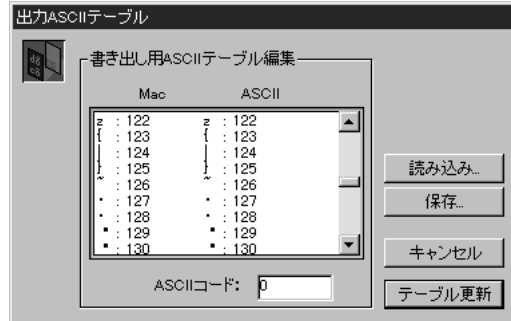 出力ASCIIテーブル
書き出し用ASCIIテーブル編集
Mac ASCII
z : 122 z : 122
{ : 123 { : 123
| : 124 | : 124
} : 125 } : 125
~ : 126 ~ : 126
・ : 127 ・ : 127
・ : 128 ・ : 128
▪ : 129 ▪ : 129
▪ : 130 ▪ : 130
ASCIIコード: 0
読み込み...
保存...
キャンセル
テーブル更新